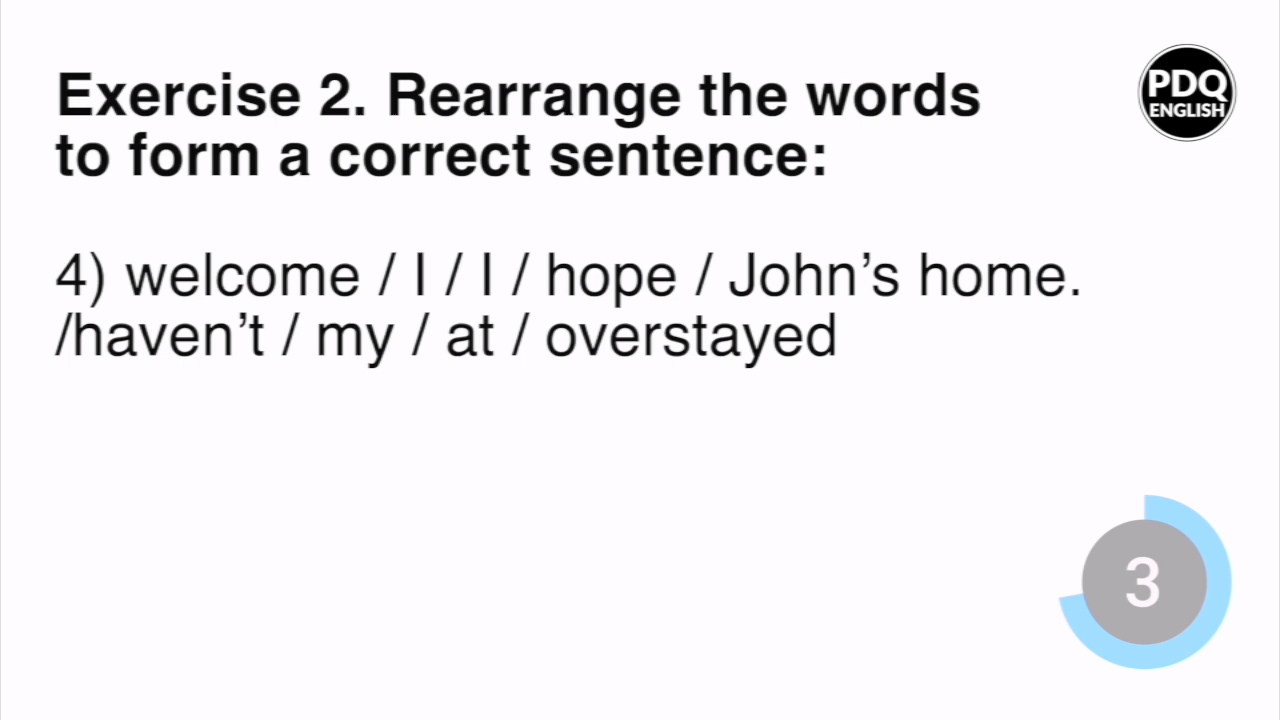 Exercise 2. Rearrange the words
to form a correct sentence:
PDQ
ENGLISH
4) welcome / I / I / hope / John’s home.
/haven’t / my / at / overstayed
3